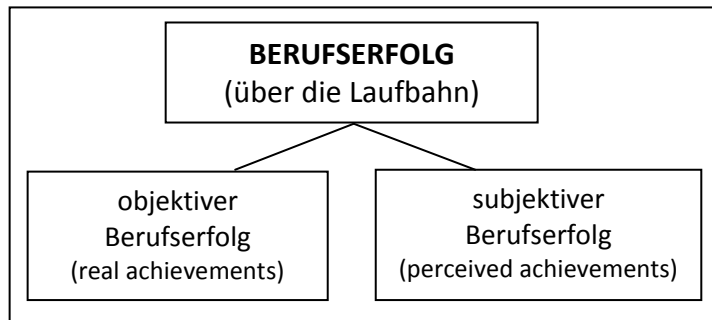 BERUFSERFOLG
(über die Laufbahn)
objektiver
Berufserfolg
(real achievements)
subjektiver
Berufserfolg
(perceived achievements)